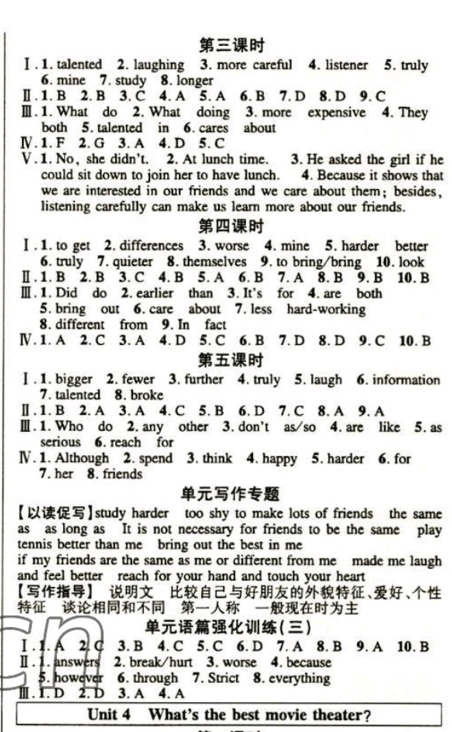 第三课时
Ⅰ.1. talented 2. laughing 3. more careful 4. listener 5. truly
6. mine 7. study 8. longer
Ⅱ.1. B 2. B 3. C 4. A 5. A 6. B 7. D 8. D 9. C
Ⅲ.1. What do 2. What doing 3. more expensive 4. They
both 5. talented in 6. cares about
Ⅳ.1. F 2. G 3. A 4. D 5. C
Ⅴ.1. No, she didn't. 2. At lunch time. 3. He asked the girl if he
could sit down to join her to have lunch. 4. Because it shows that
we are interested in our friends and we care about them; besides,
listening carefully can make us learn more about our friends.
第四课时
Ⅰ.1. to get 2. differences 3. worse 4. mine 5. harder better
6. truly 7. quieter 8. themselves 9. to bring/bring 10. look
Ⅱ.1. B 2. B 3. C 4. B 5. A 6. B 7. A 8. B 9. B 10. B
Ⅲ.1. Did do 2. earlier than 3. It's for 4. are both
5. bring out 6. care about 7. less hard-working
8. different from 9. In fact
Ⅳ.1. A 2. C 3. A 4. D 5. C 6. B 7. D 8. D 9. C 10. B
第五课时
Ⅰ.1. bigger 2. fewer 3. further 4. truly 5. laugh 6. information
7. talented 8. broke
Ⅱ.1. B 2. A 3. A 4. C 5. B 6. D 7. C 8. A 9. A
Ⅲ.1. Who do 2. any other 3. don't as/so 4. are like 5. as
serious 6. reach for
Ⅳ.1. Although 2. spend 3. think 4. happy 5. harder 6. for
7. her 8. friends
单元写作专题
【以读促写】study harder too shy to make lots of friends the same
as as long as It is not necessary for friends to be the same play
tennis better than me bring out the best in me
if my friends are the same as me or different from me made me laugh
and feel better reach for your hand and touch your heart
【写作指导】 说明文 比较自己与好朋友的外貌特征、爱好、个性
特征 谈论相同和不同 第一人称 一般现在时为主
单元语篇强化训练(三)
Ⅰ.1. A 2. C 3. B 4. C 5. C 6. D 7. A 8. B 9. A 10. B
Ⅱ.1. answers 2. break/hurt 3. worse 4. because
5. however 6. through 7. Strict 8. everything
Ⅲ.1. D 2. D 3. A 4. A
Unit 4 What's the best movie theater?